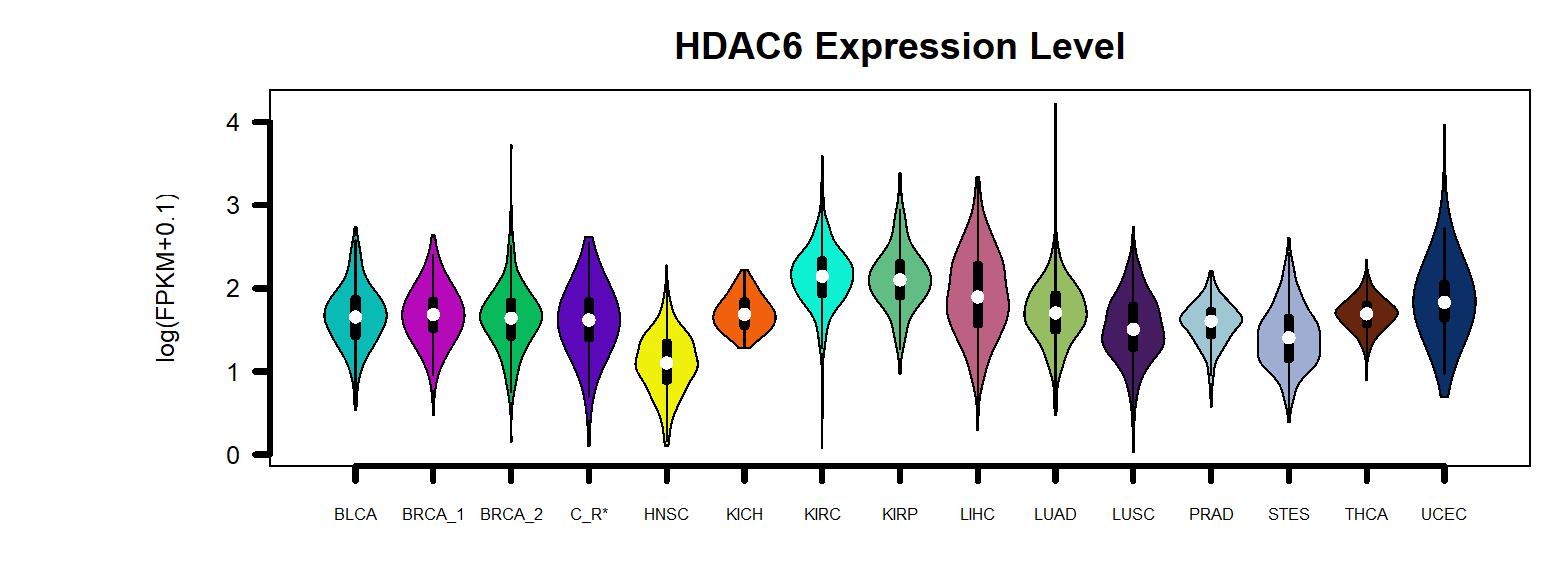 HDAC6 Expression Level
log(FPKM+0.1)
4
3
2
1
0
BLCA BRCA_1 BRCA_2 C_R* HNSC KICH KIRC KIRP LIHC LUAD LUSC PRAD STES THCA UCEC